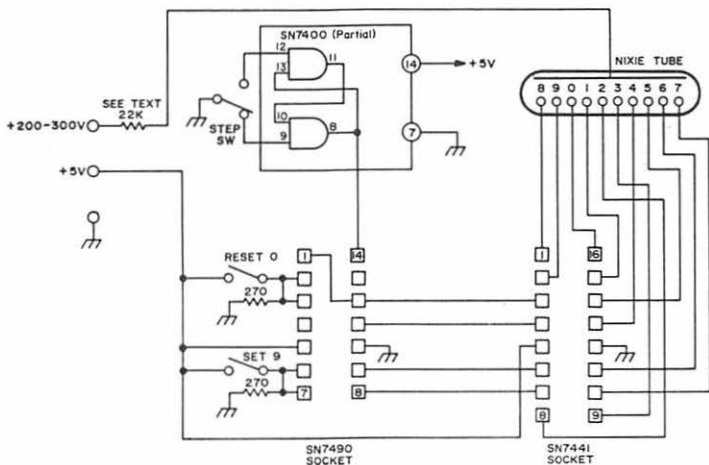 SN7400 (Partial)
12
13
11
14
+5V
NIXIE TUBE
8 9 0 1 2 3 4 5 6 7
SEE TEXT
22K
+200-300V
STEP
SW
10
9
8
7
+5V
RESET 0
270
1
14
1
16
SET 9
270
7
8
8
9
SN7490
SOCKET
SN7441
SOCKET